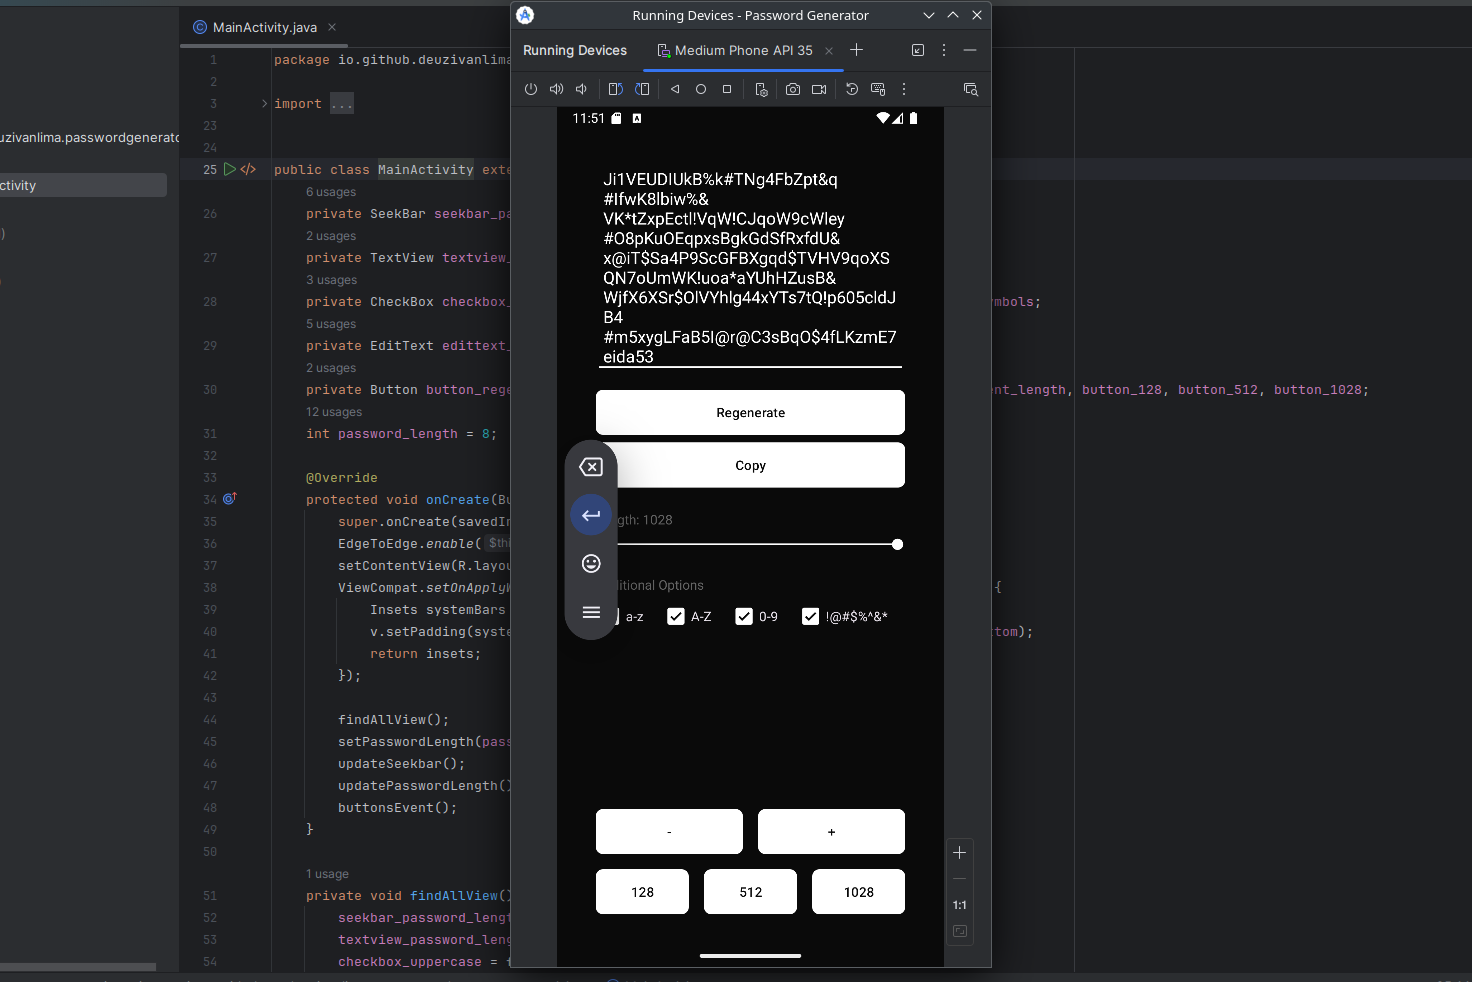 MainActivity.java
Running Devices - Password Generator
Running Devices
Medium Phone API 35
uzivanlima.passwordgenerato
ctivity
)
1 package io.github.deuzivanlima
2
3 import ...
23
24
25 public class MainActivity exte
6 usages
26 private SeekBar seekbar_pa
2 usages
27 private TextView textview_
3 usages
28 private CheckBox checkbox_ mbols;
5 usages
29 private EditText edittext_
2 usages
30 private Button button_rege nt_length, button_128, button_512, button_1028;
12 usages
31 int password_length = 8;
32
33 @Override
34 protected void onCreate(Bu
35 super.onCreate(savedIn
36 EdgeToEdge.enable( $thi
37 setContentView(R.layou
38 ViewCompat.setOnApplyW {
39 Insets systemBars
40 v.setPadding(syste ttom);
41 return insets;
42 });
43
44 findAllView();
45 setPasswordLength(pass
46 updateSeekbar();
47 updatePasswordLength()
48 buttonsEvent();
49 }
50
1 usage
51 private void findAllView()
52 seekbar_password_lengt
53 textview_password_leng
54 checkbox_uppercase = f
11:51
A
Ji1VEUDIUkB%k#TNg4FbZpt&q
#IfwK8lbiw%&
VK*tZxpEctl!VqW!CJqoW9cWley
#O8pKuOEqpxsBgkGdSfRxfdU&
x@iT$Sa4P9ScGFBXgqd$TVHV9qoXS
QN7oUmWK!uoa*aYUhHZusB&
WjfX6XSr$OlVYhlg44xYTs7tQ!p605cldJ
B4
#m5xygLFaB5I@r@C3sBqO$4fLKzmE7
eida53
Regenerate
Copy
gth: 1028
itional Options
a-z A-Z 0-9 !@#$%^&*
- +
128 512 1028
1:1